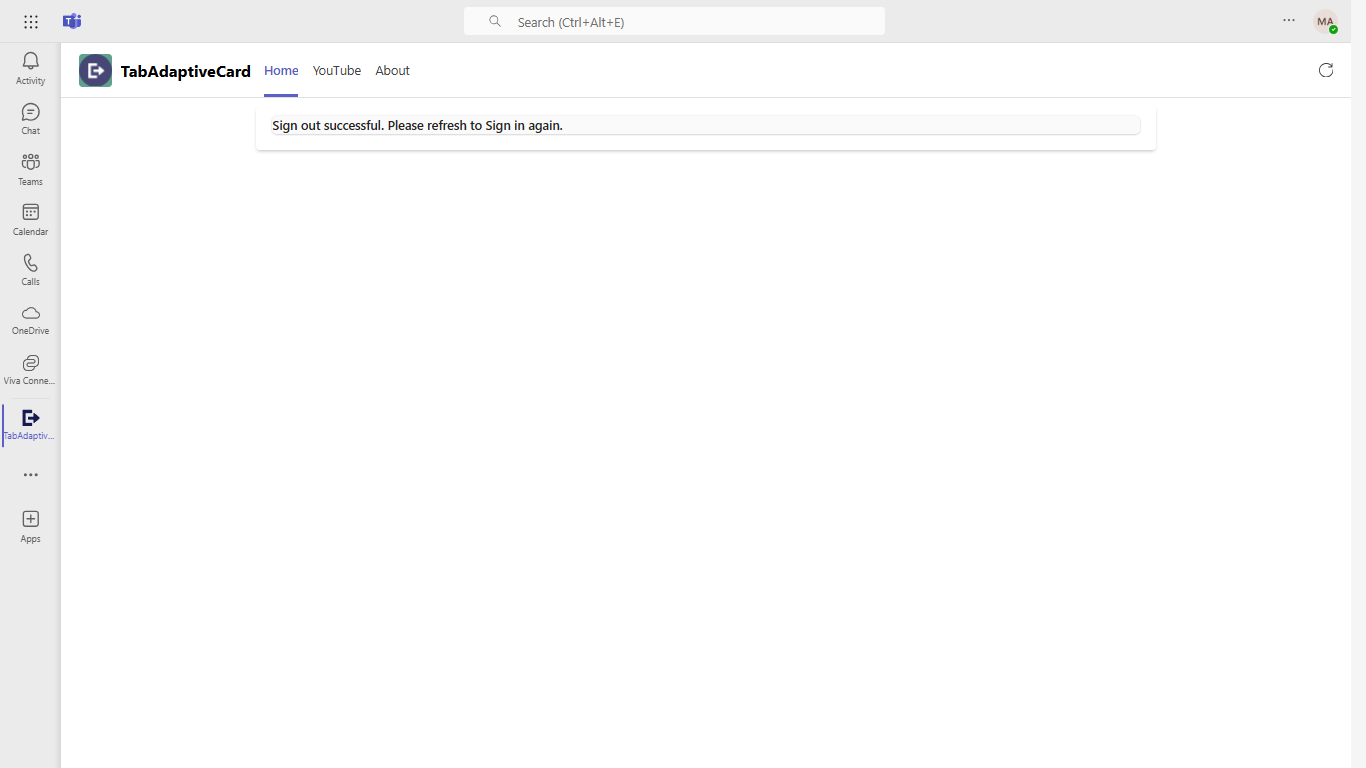 Search (Ctrl+Alt+E)
MA
Activity
Chat
Teams
Calendar
Calls
OneDrive
Viva Conne...
TabAdaptiv...
Apps
TabAdaptiveCard Home YouTube About
Sign out successful. Please refresh to Sign in again.